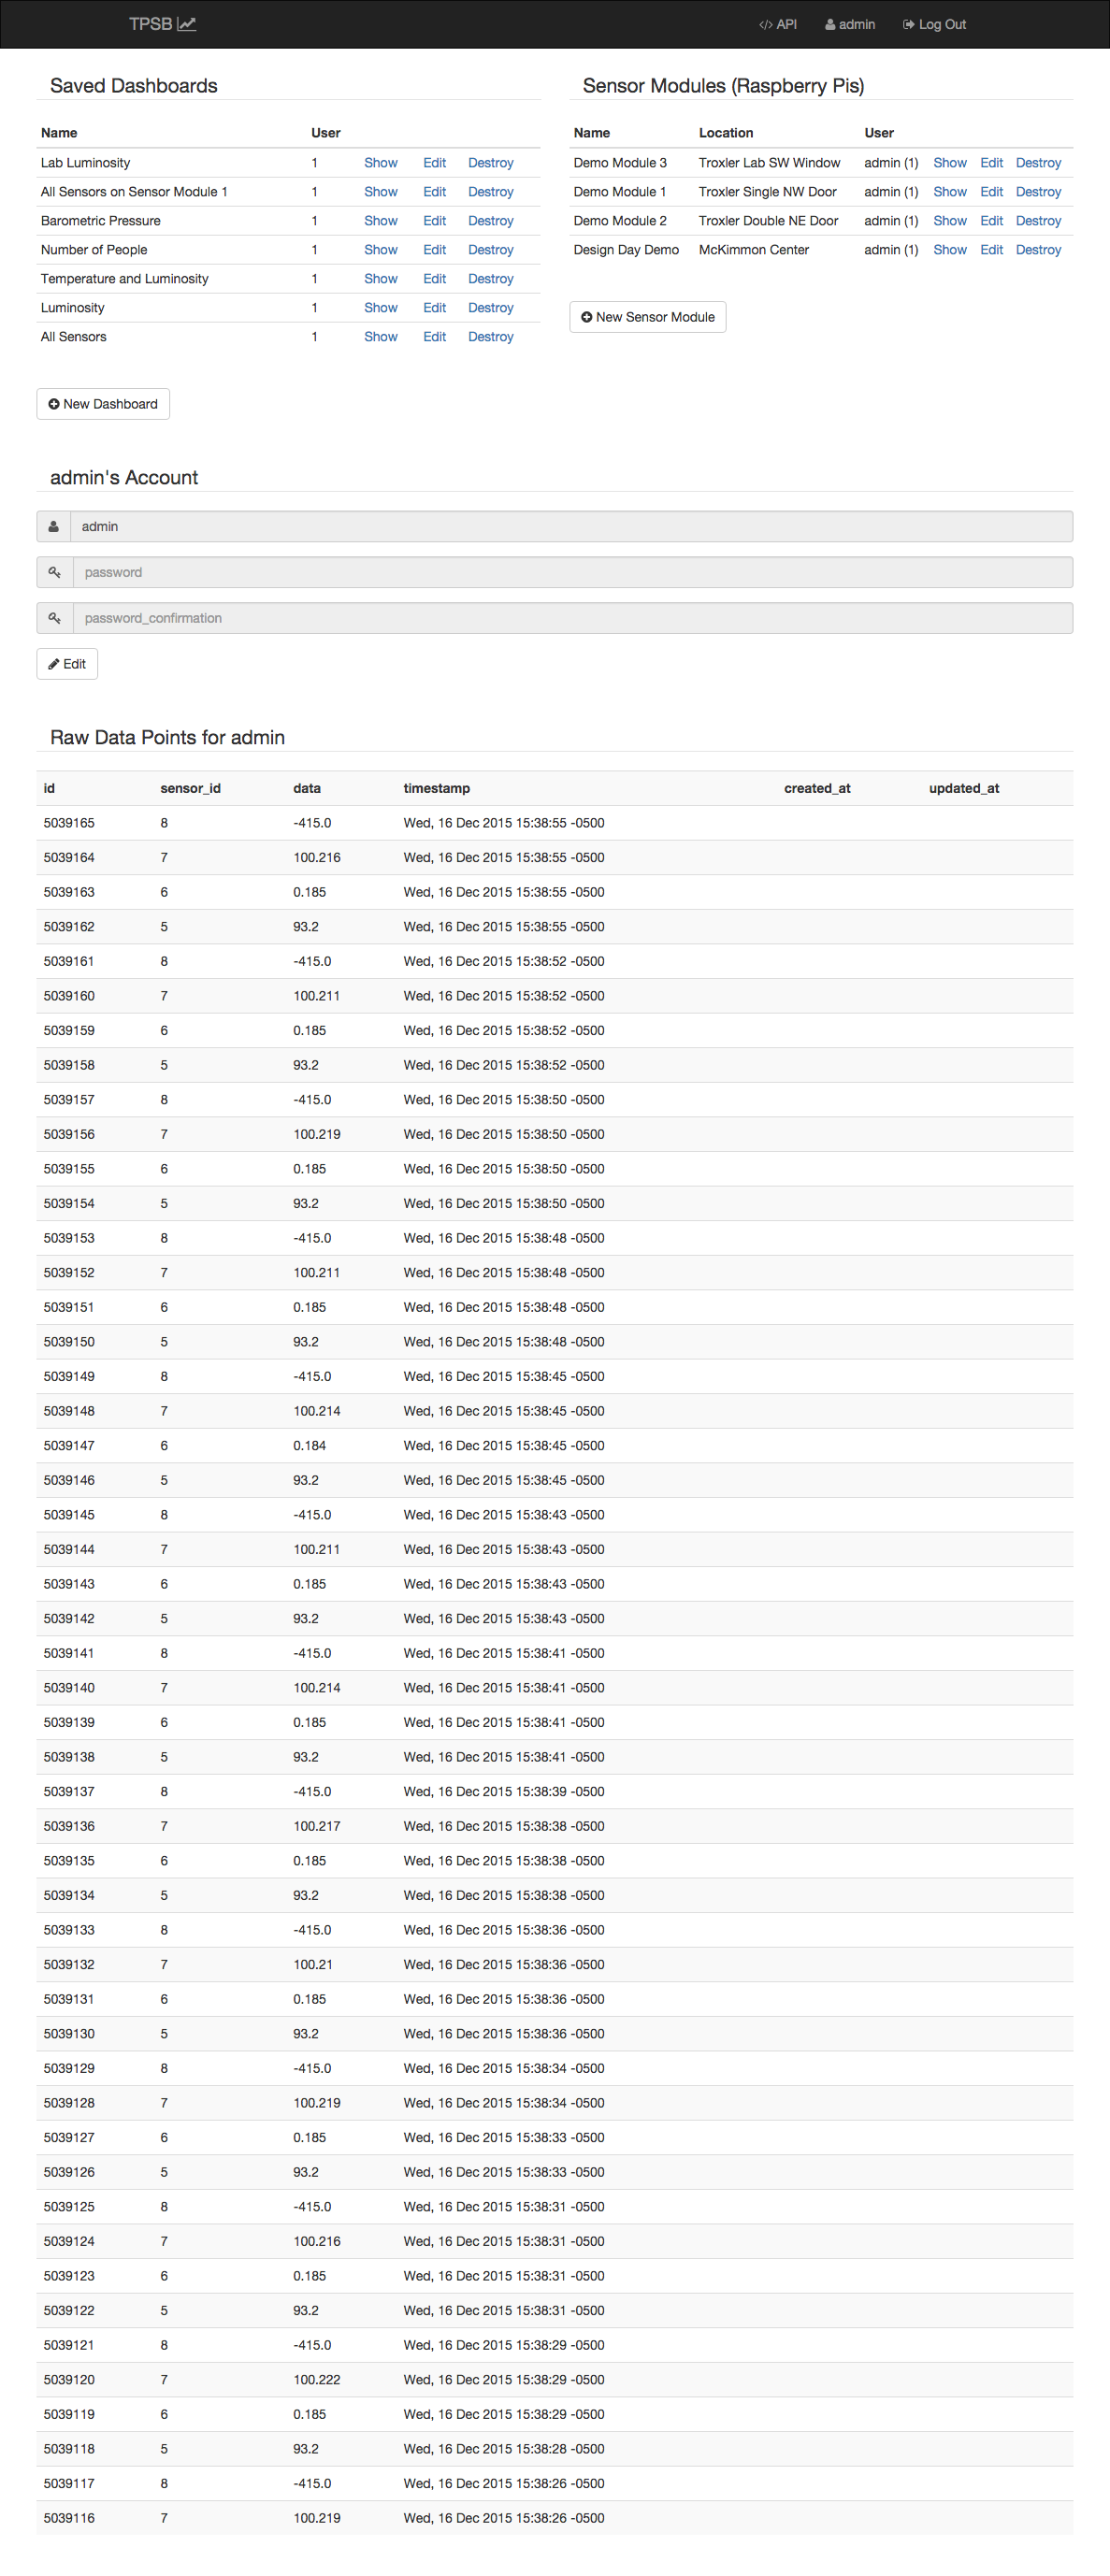 TPSB
API admin Log Out
Saved Dashboards
Name User
Lab Luminosity 1 Show Edit Destroy
All Sensors on Sensor Module 1 1 Show Edit Destroy
Barometric Pressure 1 Show Edit Destroy
Number of People 1 Show Edit Destroy
Temperature and Luminosity 1 Show Edit Destroy
Luminosity 1 Show Edit Destroy
All Sensors 1 Show Edit Destroy
New Dashboard
Sensor Modules (Raspberry Pis)
Name Location User
Demo Module 3 Troxler Lab SW Window admin (1) Show Edit Destroy
Demo Module 1 Troxler Single NW Door admin (1) Show Edit Destroy
Demo Module 2 Troxler Double NE Door admin (1) Show Edit Destroy
Design Day Demo McKimmon Center admin (1) Show Edit Destroy
New Sensor Module
admin's Account
admin
password
password_confirmation
Edit
Raw Data Points for admin
id sensor_id data timestamp created_at updated_at
5039165 8 -415.0 Wed, 16 Dec 2015 15:38:55 -0500
5039164 7 100.216 Wed, 16 Dec 2015 15:38:55 -0500
5039163 6 0.185 Wed, 16 Dec 2015 15:38:55 -0500
5039162 5 93.2 Wed, 16 Dec 2015 15:38:55 -0500
5039161 8 -415.0 Wed, 16 Dec 2015 15:38:52 -0500
5039160 7 100.211 Wed, 16 Dec 2015 15:38:52 -0500
5039159 6 0.185 Wed, 16 Dec 2015 15:38:52 -0500
5039158 5 93.2 Wed, 16 Dec 2015 15:38:52 -0500
5039157 8 -415.0 Wed, 16 Dec 2015 15:38:50 -0500
5039156 7 100.219 Wed, 16 Dec 2015 15:38:50 -0500
5039155 6 0.185 Wed, 16 Dec 2015 15:38:50 -0500
5039154 5 93.2 Wed, 16 Dec 2015 15:38:50 -0500
5039153 8 -415.0 Wed, 16 Dec 2015 15:38:48 -0500
5039152 7 100.211 Wed, 16 Dec 2015 15:38:48 -0500
5039151 6 0.185 Wed, 16 Dec 2015 15:38:48 -0500
5039150 5 93.2 Wed, 16 Dec 2015 15:38:48 -0500
5039149 8 -415.0 Wed, 16 Dec 2015 15:38:45 -0500
5039148 7 100.214 Wed, 16 Dec 2015 15:38:45 -0500
5039147 6 0.184 Wed, 16 Dec 2015 15:38:45 -0500
5039146 5 93.2 Wed, 16 Dec 2015 15:38:45 -0500
5039145 8 -415.0 Wed, 16 Dec 2015 15:38:43 -0500
5039144 7 100.211 Wed, 16 Dec 2015 15:38:43 -0500
5039143 6 0.185 Wed, 16 Dec 2015 15:38:43 -0500
5039142 5 93.2 Wed, 16 Dec 2015 15:38:43 -0500
5039141 8 -415.0 Wed, 16 Dec 2015 15:38:41 -0500
5039140 7 100.214 Wed, 16 Dec 2015 15:38:41 -0500
5039139 6 0.185 Wed, 16 Dec 2015 15:38:41 -0500
5039138 5 93.2 Wed, 16 Dec 2015 15:38:41 -0500
5039137 8 -415.0 Wed, 16 Dec 2015 15:38:39 -0500
5039136 7 100.217 Wed, 16 Dec 2015 15:38:38 -0500
5039135 6 0.185 Wed, 16 Dec 2015 15:38:38 -0500
5039134 5 93.2 Wed, 16 Dec 2015 15:38:38 -0500
5039133 8 -415.0 Wed, 16 Dec 2015 15:38:36 -0500
5039132 7 100.21 Wed, 16 Dec 2015 15:38:36 -0500
5039131 6 0.185 Wed, 16 Dec 2015 15:38:36 -0500
5039130 5 93.2 Wed, 16 Dec 2015 15:38:36 -0500
5039129 8 -415.0 Wed, 16 Dec 2015 15:38:34 -0500
5039128 7 100.219 Wed, 16 Dec 2015 15:38:34 -0500
5039127 6 0.185 Wed, 16 Dec 2015 15:38:33 -0500
5039126 5 93.2 Wed, 16 Dec 2015 15:38:33 -0500
5039125 8 -415.0 Wed, 16 Dec 2015 15:38:31 -0500
5039124 7 100.216 Wed, 16 Dec 2015 15:38:31 -0500
5039123 6 0.185 Wed, 16 Dec 2015 15:38:31 -0500
5039122 5 93.2 Wed, 16 Dec 2015 15:38:31 -0500
5039121 8 -415.0 Wed, 16 Dec 2015 15:38:29 -0500
5039120 7 100.222 Wed, 16 Dec 2015 15:38:29 -0500
5039119 6 0.185 Wed, 16 Dec 2015 15:38:29 -0500
5039118 5 93.2 Wed, 16 Dec 2015 15:38:28 -0500
5039117 8 -415.0 Wed, 16 Dec 2015 15:38:26 -0500
5039116 7 100.219 Wed, 16 Dec 2015 15:38:26 -0500